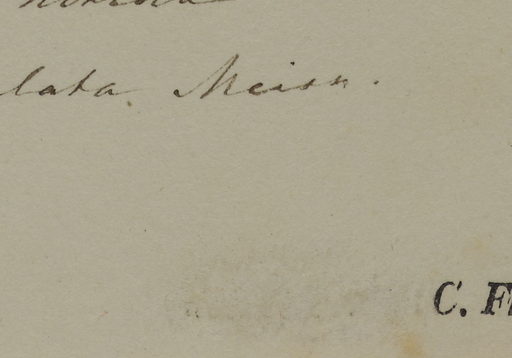 lata Meisn.
C. F